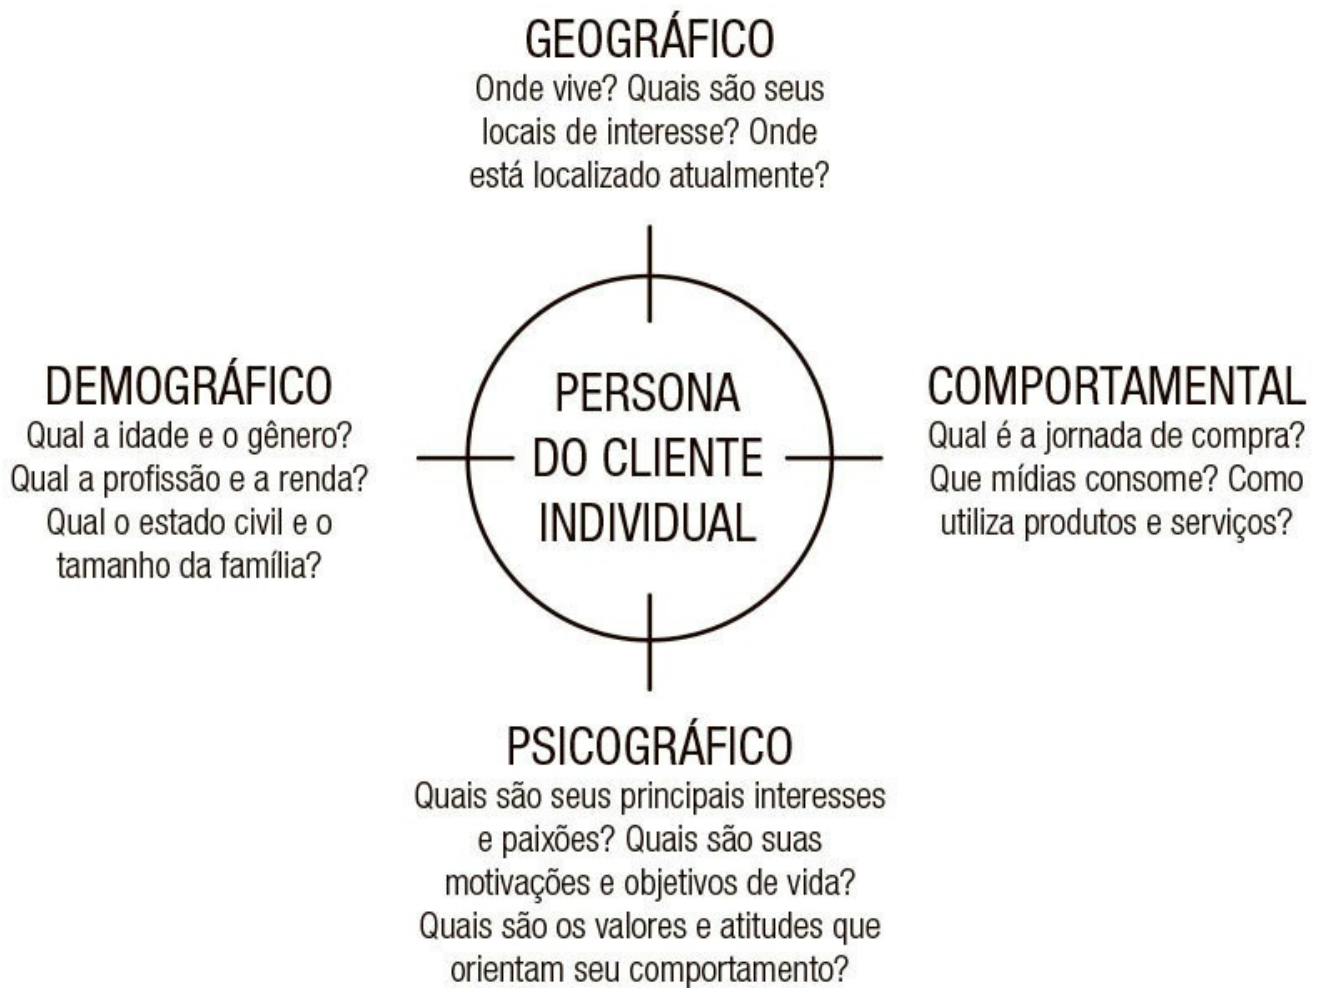 GEOGRÁFICO
Onde vive? Quais são seus
locais de interesse? Onde
está localizado atualmente?
DEMOGRÁFICO
Qual a idade e o gênero?
Qual a profissão e a renda?
Qual o estado civil e o
tamanho da família?
PERSONA
DO CLIENTE
INDIVIDUAL
COMPORTAMENTAL
Qual é a jornada de compra?
Que mídias consome? Como
utiliza produtos e serviços?
PSICOGRÁFICO
Quais são seus principais interesses
e paixões? Quais são suas
motivações e objetivos de vida?
Quais são os valores e atitudes que
orientam seu comportamento?